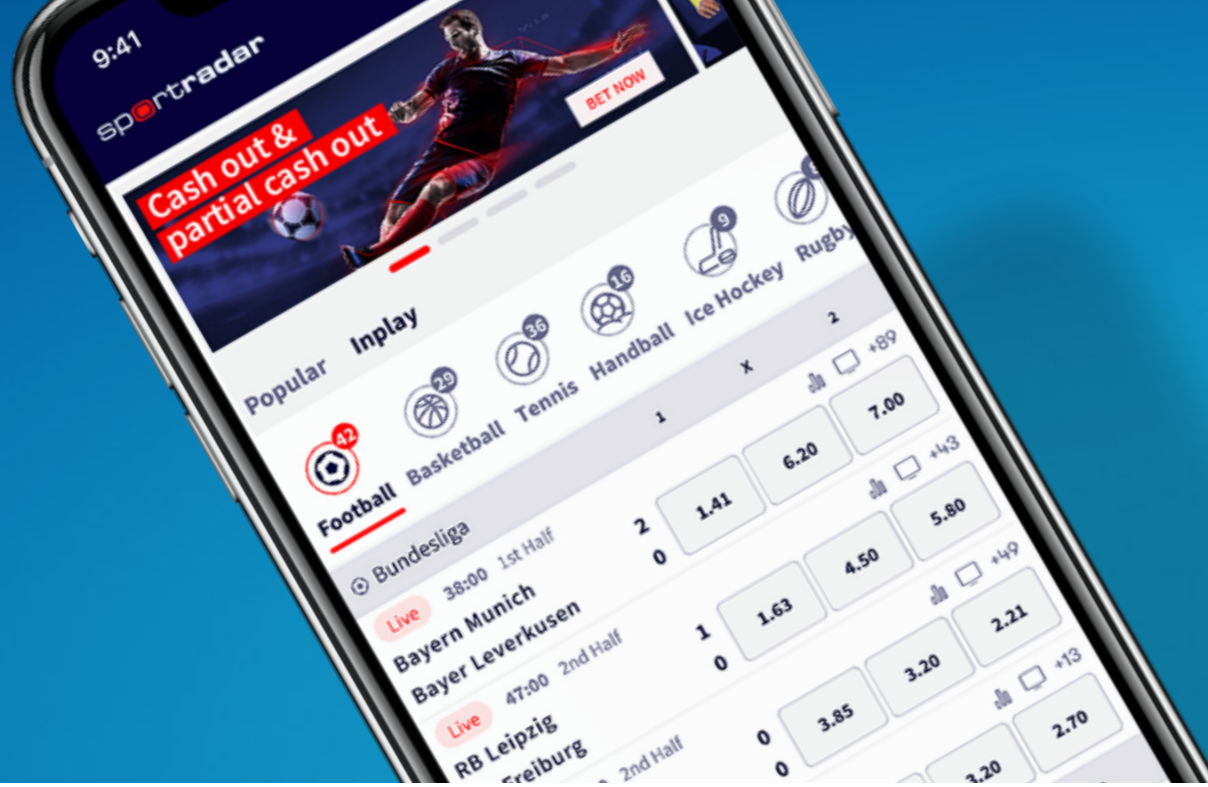 9:41
sportradar
Cash out &
partial cash out
BET NOW
Popular Inplay
42 29 36 16 9
Football Basketball Tennis Handball Ice Hockey Rugby
Bundesliga 1 X 2
Live 38:00 1st Half +89
Bayern Munich 2
Bayer Leverkusen 0
1.41 6.20 7.00
Live 47:00 2nd Half +43
RB Leipzig 1
Freiburg 0
1.63 4.50 5.80
2nd Half +49
0
0
3.85 3.20 2.21
+13
3.20 2.70